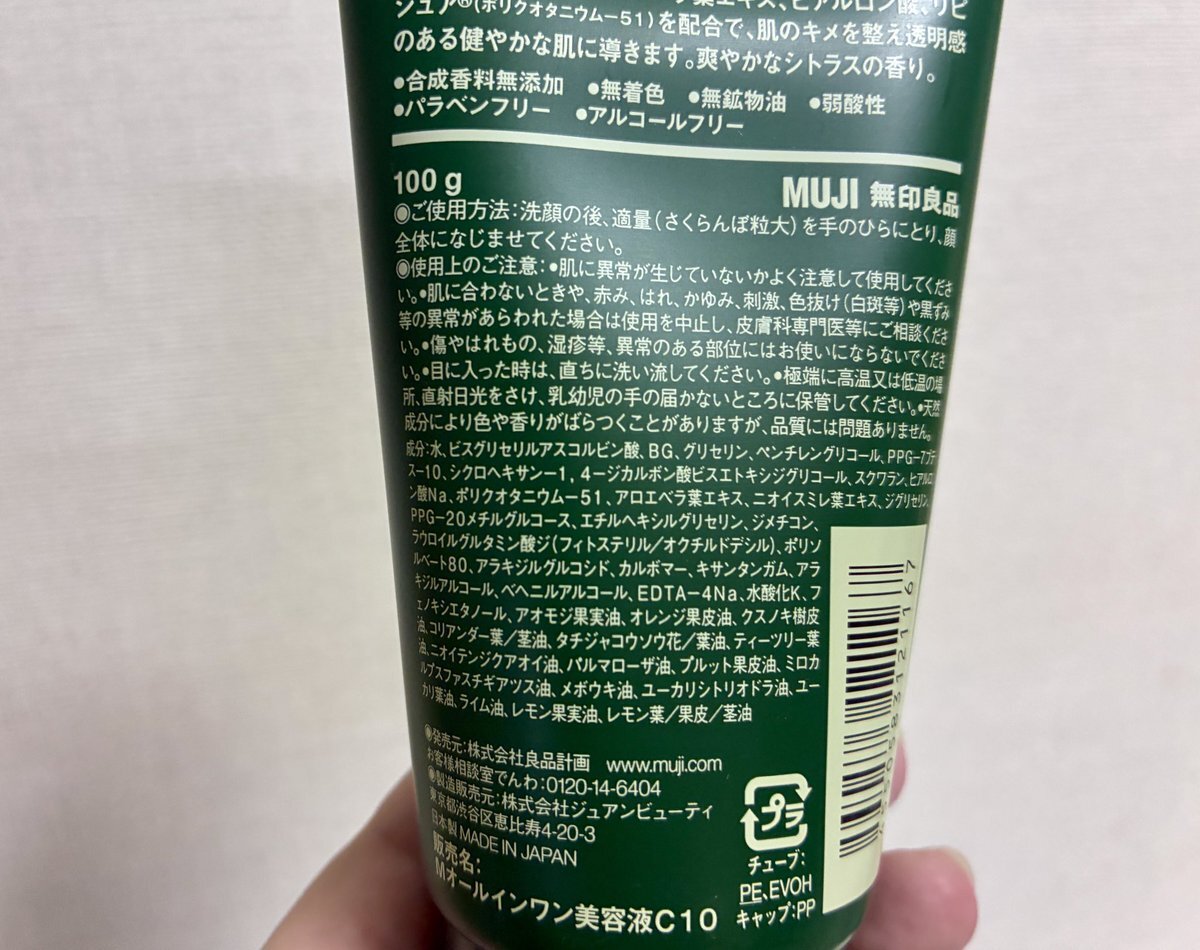 葉エキス、ヒアルロン酸、リピ
ジュア®(ポリクオタニウムー51)を配合で、肌のキメを整え透明感
のある健やかな肌に導きます。爽やかなシトラスの香り。
●合成香料無添加 ●無着色 ●無鉱物油 ●弱酸性
●パラベンフリー ●アルコールフリー
100 g
MUJI 無印良品
◉ご使用方法:洗顔の後、適量(さくらんぼ粒大)を手のひらにとり、顔
全体になじませてください。
◉使用上のご注意:●肌に異常が生じていないかよく注意して使用してくださ
い。●肌に合わないときや、赤み、はれ、かゆみ、刺激、色抜け(白斑等)や黒ずみ
等の異常があらわれた場合は使用を中止し、皮膚科専門医等にご相談くださ
い。●傷やはれもの、湿疹等、異常のある部位にはお使いにならないでくださ
い。●目に入った時は、直ちに洗い流してください。●極端に高温又は低温の場
所、直射日光をさけ、乳幼児の手の届かないところに保管してください。●天然
成分により色や香りがばらつくことがありますが、品質には問題ありません。
成分:水、ビスグリセリルアスコルビン酸、BG、グリセリン、ペンチレングリコール、PPG-7ブテ
スー10、シクロヘキサンー1,4ージカルボン酸ビスエトキシジグリコール、スクワラン、ヒアルロ
ン酸Na、ポリクオタニウムー51、アロエベラ葉エキス、ニオイスミレ葉エキス、ジグリセリン、
PPG-20メチルグルコース、エチルヘキシルグリセリン、ジメチコン、
ラウロイルグルタミン酸ジ(フィトステリル/オクチルドデシル)、ポリソ
ルベート80、アラキジルグルコシド、カルボマー、キサンタンガム、アラ
キジルアルコール、ベヘニルアルコール、EDTA-4Na、水酸化K、フ
ェノキシエタノール、アオモジ果実油、オレンジ果皮油、クスノキ樹皮
油、コリアンダー葉/茎油、タチジャコウソウ花/葉油、ティーツリー葉
油、ニオイテンジクアオイ油、パルマローザ油、プルット果皮油、ミロカ
ルプスファスチギアツス油、メボウキ油、ユーカリシトリオドラ油、ユー
カリ葉油、ライム油、レモン果実油、レモン葉/果皮/茎油
◉発売元:株式会社良品計画 www.muji.com
お客様相談室でんわ:0120-14-6404
◉製造販売元:株式会社ジュアンビューティ
東京都渋谷区恵比寿4-20-3
日本製 MADE IN JAPAN
販売名:
Mオールインワン美容液C10
プラ
チューブ:
PE、EVOH
キャップ:PP